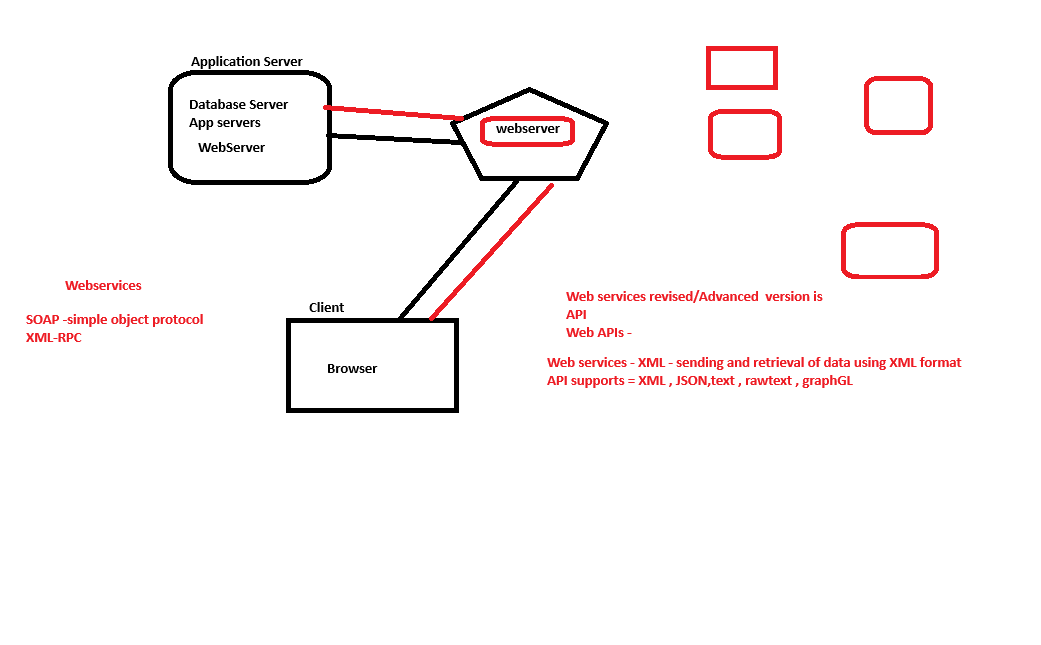 Application Server
Database Server
App servers
WebServer
webserver
Webservices
SOAP -simple object protocol
XML-RPC
Client
Browser
Web services revised/Advanced  version is
API
Web APIs -
Web services - XML - sending and retrieval of data using XML format
API supports = XML , JSON,text , rawtext , graphGL